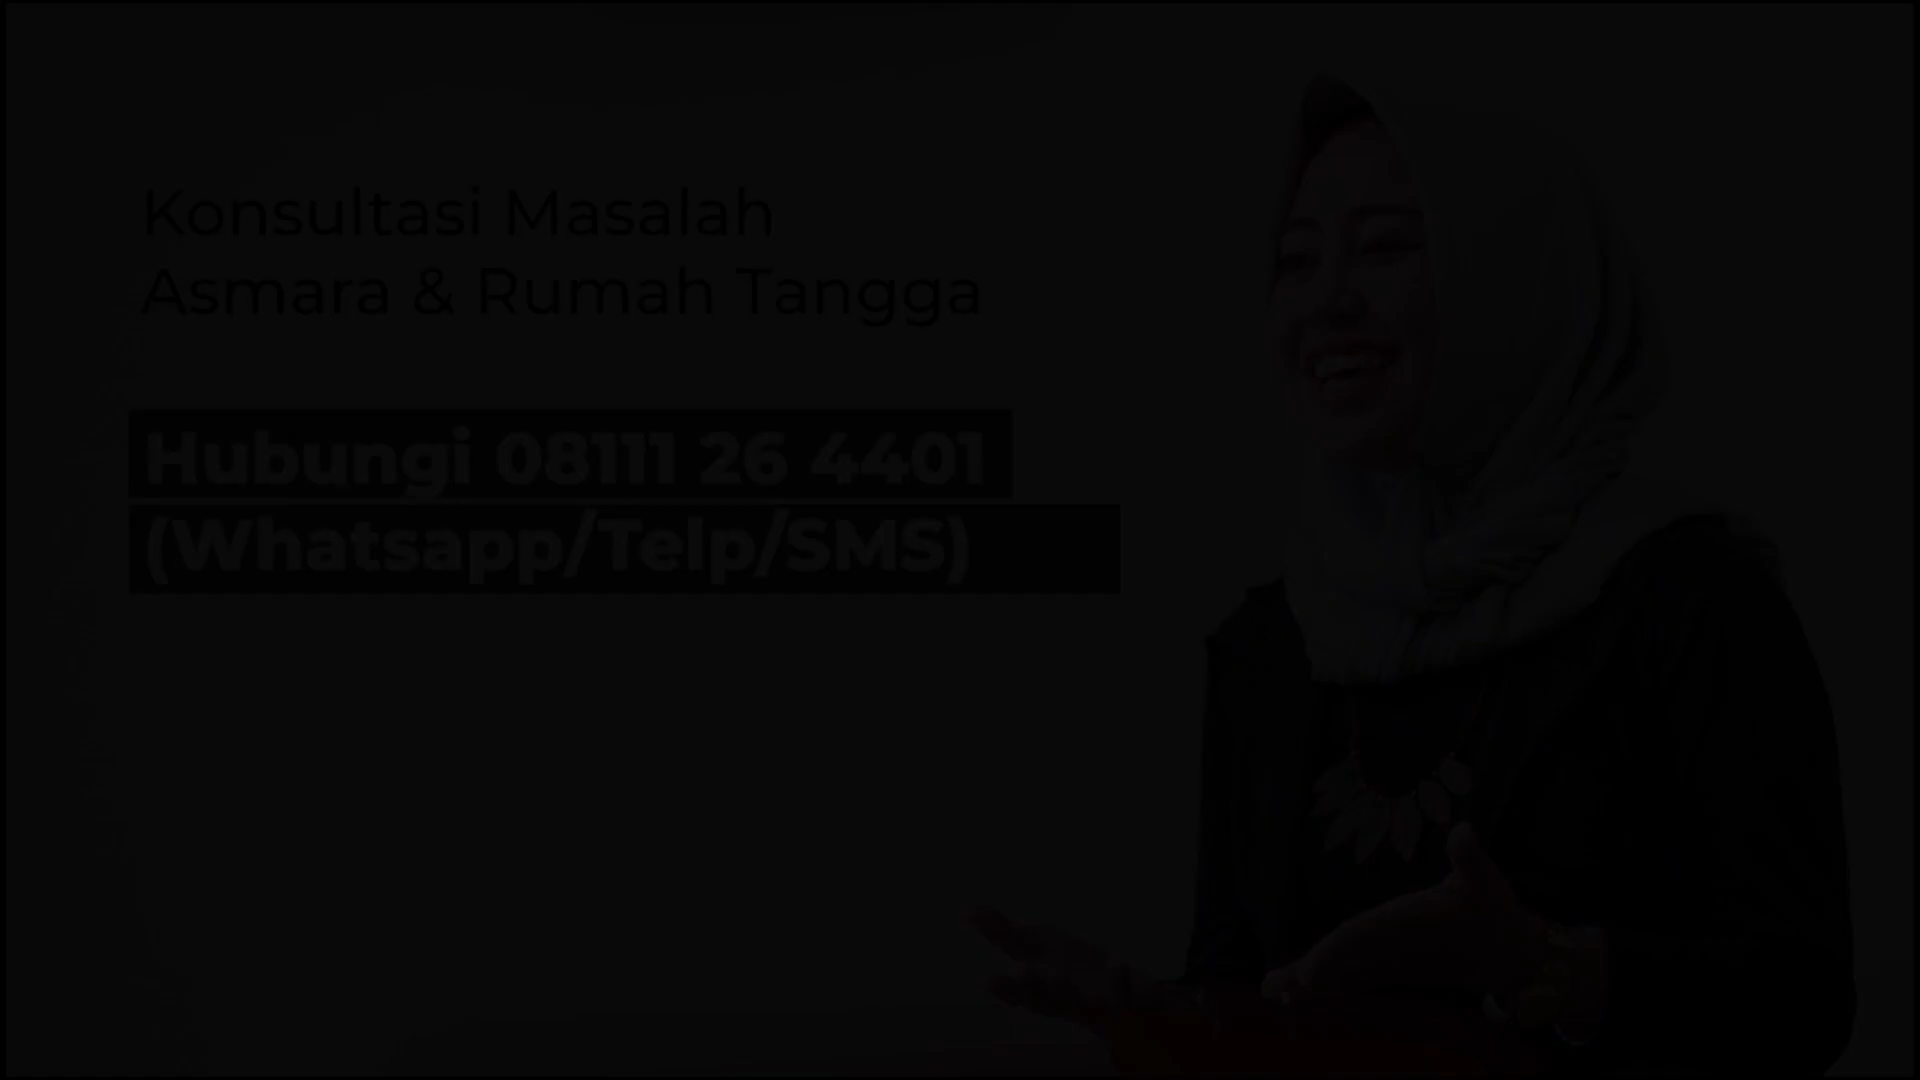 Konsultasi Masalah
Asmara & Rumah Tangga
Hubungi 08111 26 4401
(Whatsapp/Telp/SMS)